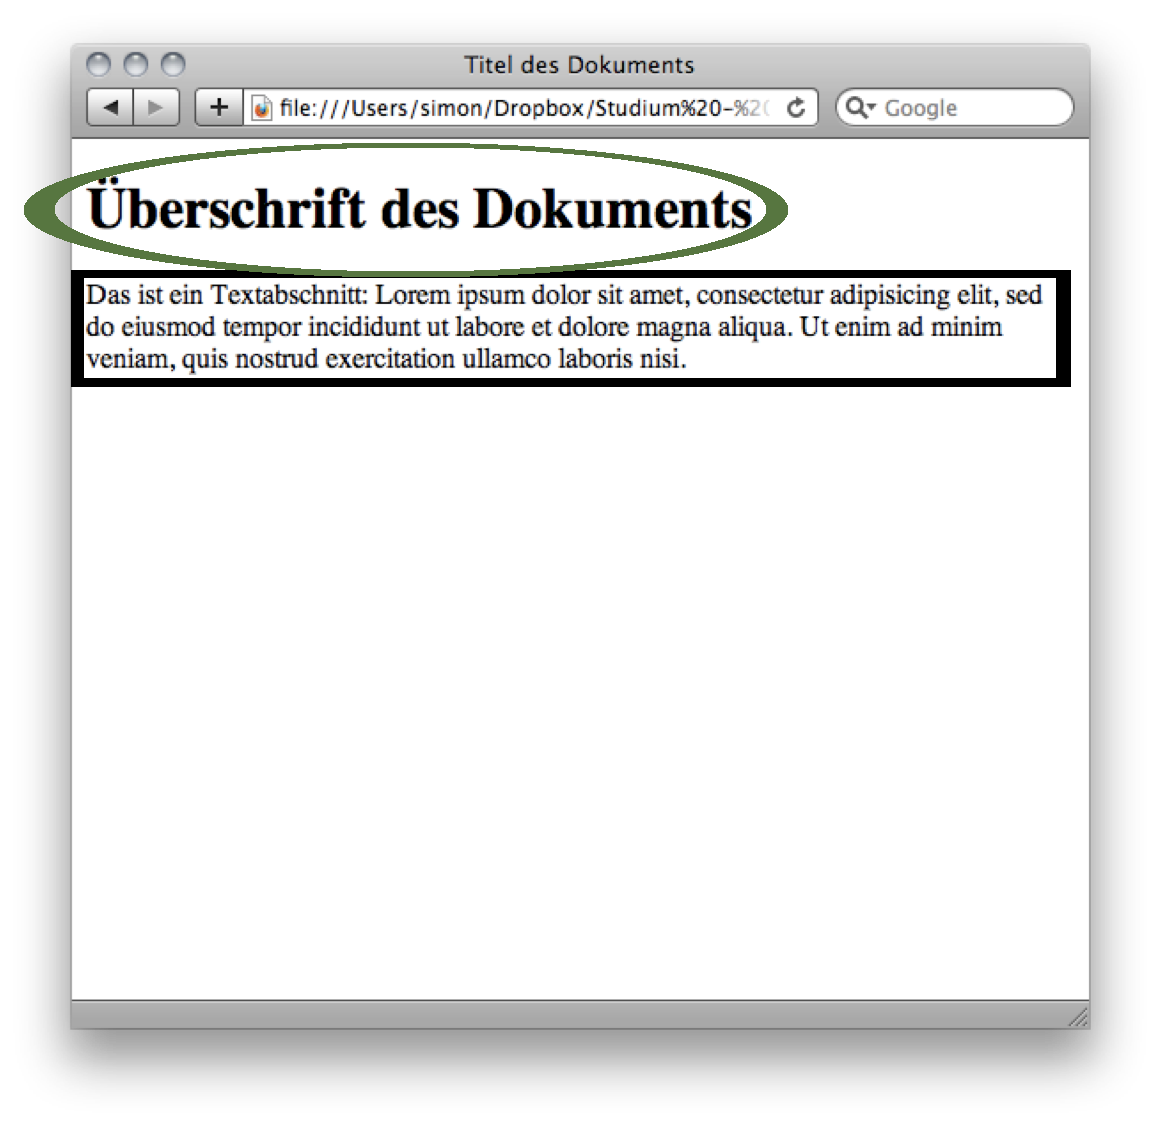 Titel des Dokuments
file:///Users/simon/Dropbox/Studium%20-%20
Google
Überschrift des Dokuments
Das ist ein Textabschnitt: Lorem ipsum dolor sit amet, consectetur adipisicing elit, sed
do eiusmod tempor incididunt ut labore et dolore magna aliqua. Ut enim ad minim
veniam, quis nostrud exercitation ullamco laboris nisi.